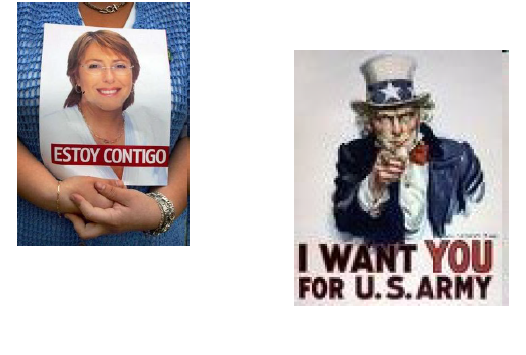 ESTOY CONTIGO
I WANT YOU
FOR U.S. ARMY